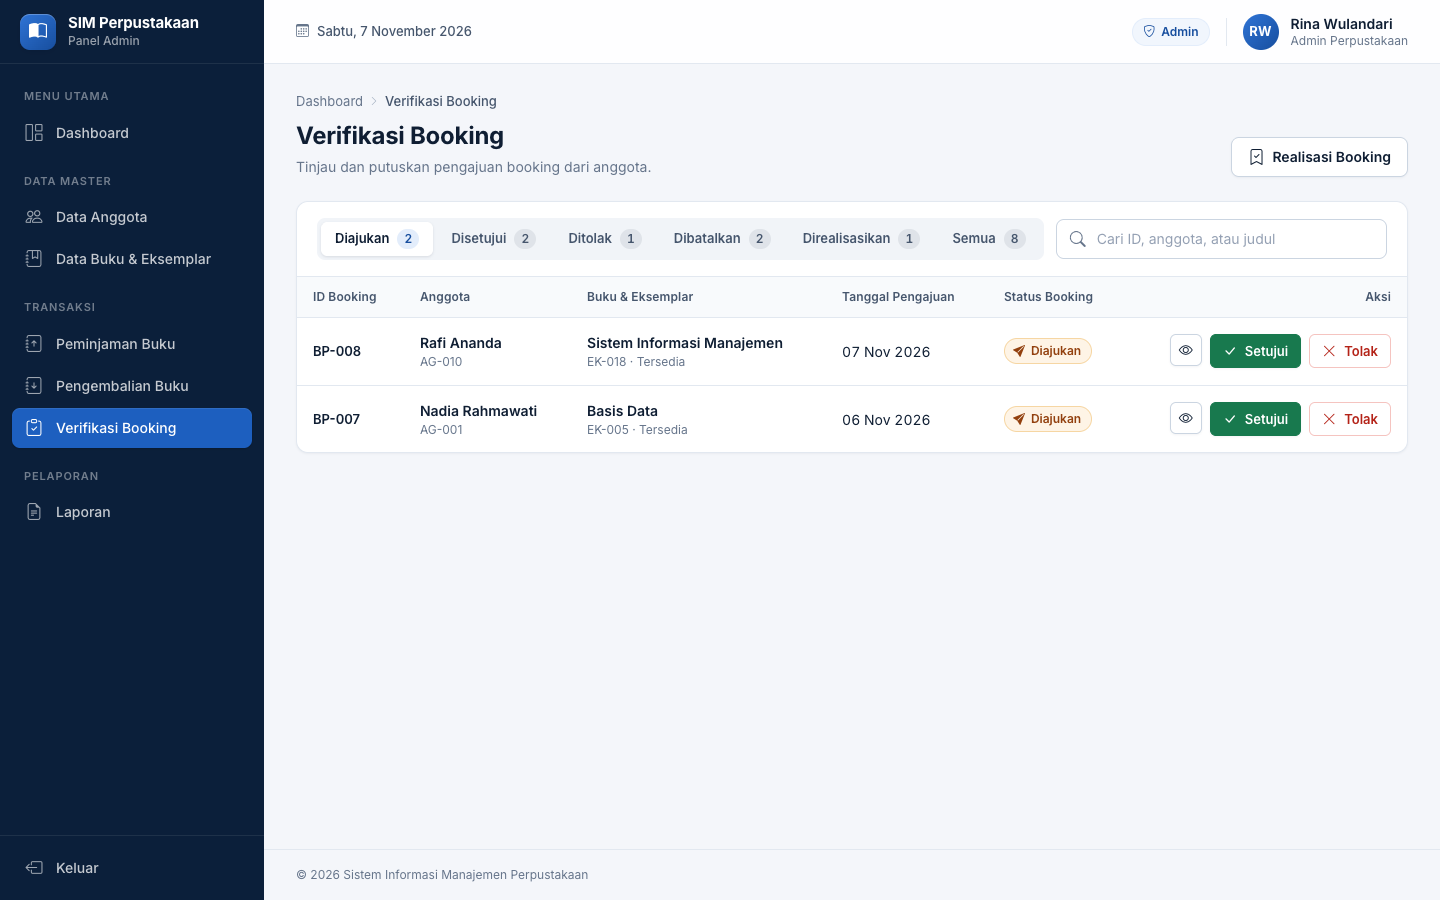 SIM Perpustakaan
Panel Admin
MENU UTAMA
Dashboard
DATA MASTER
Data Anggota
Data Buku & Eksemplar
TRANSAKSI
Peminjaman Buku
Pengembalian Buku
Verifikasi Booking
PELAPORAN
Laporan
Keluar
Sabtu, 7 November 2026
Admin
RW
Rina Wulandari
Admin Perpustakaan
Dashboard Verifikasi Booking
Verifikasi Booking
Tinjau dan putuskan pengajuan booking dari anggota.
Realisasi Booking
Diajukan 2 Disetujui 2 Ditolak 1 Dibatalkan 2 Direalisasikan 1 Semua 8
Cari ID, anggota, atau judul
ID Booking Anggota Buku & Eksemplar Tanggal Pengajuan Status Booking Aksi
BP-008 Rafi Ananda Sistem Informasi Manajemen 07 Nov 2026 Diajukan Setujui Tolak
AG-010 EK-018 · Tersedia
BP-007 Nadia Rahmawati Basis Data 06 Nov 2026 Diajukan Setujui Tolak
AG-001 EK-005 · Tersedia
© 2026 Sistem Informasi Manajemen Perpustakaan